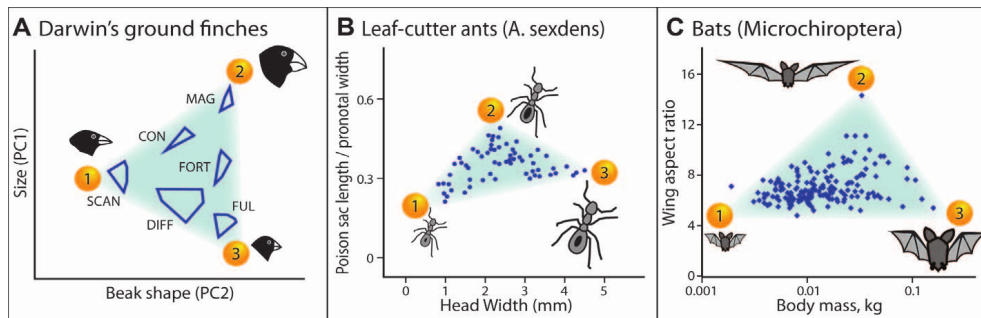 A Darwin's ground finches
Size (PC1)
Beak shape (PC2)
1
2
3
MAG
CON
FORT
SCAN
DIFF
FUL
B Leaf-cutter ants (A. sexdens)
Poison sac length / pronotal width
0.6
0.3
0
0 1 2 3 4 5
Head Width (mm)
1
2
3
C Bats (Microchiroptera)
Wing aspect ratio
16
12
8
4
0
0.001 0.01 0.1
Body mass, kg
1
2
3